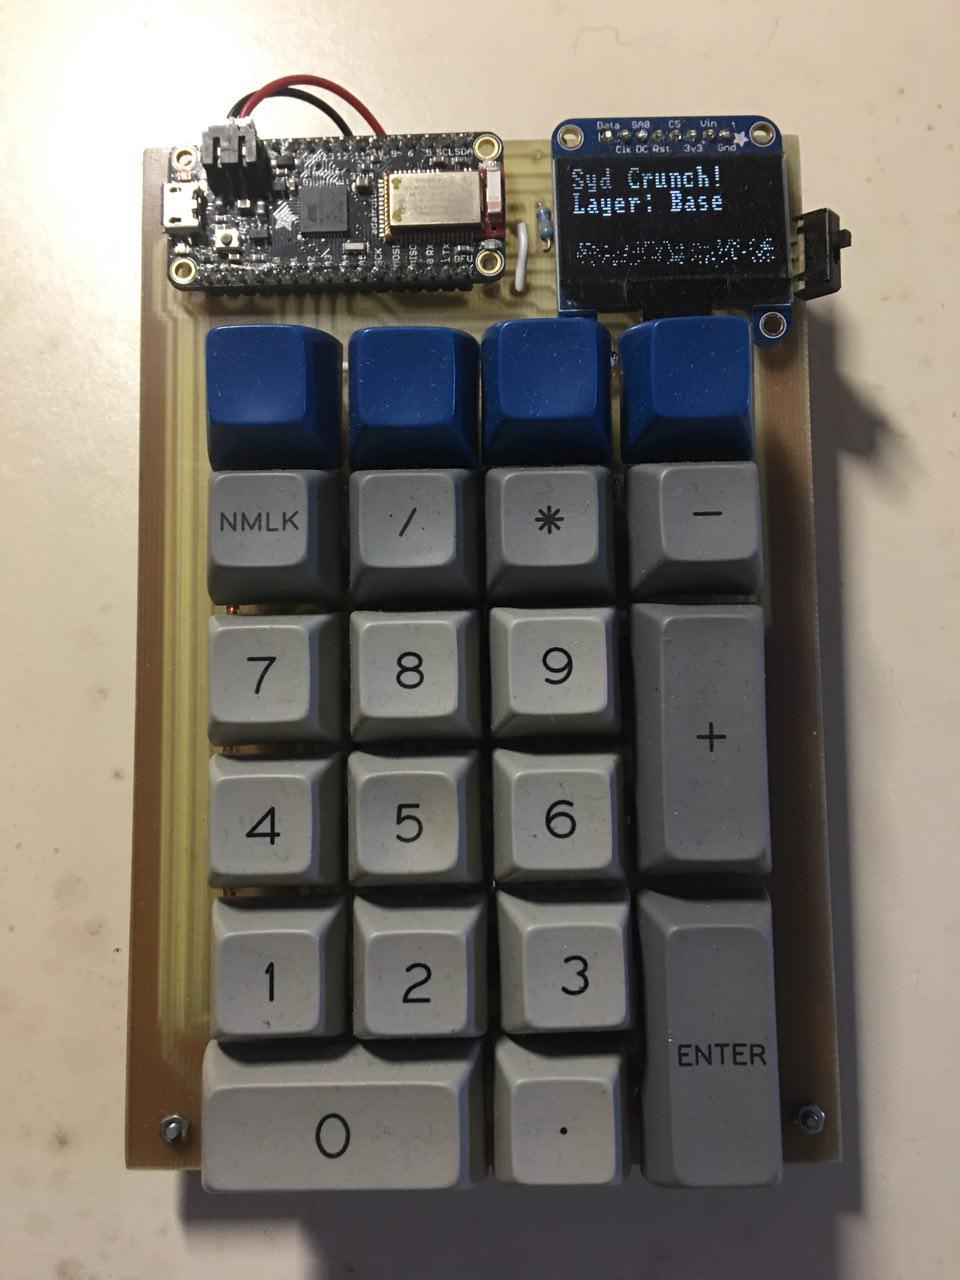 Data SA0 CS Vin
Clk DC Rst 3v3 Gnd
Syd Crunch!
Layer: Base
SCL SDA
adafruit
NMLK / * −
7 8 9
+
4 5 6
1 2 3
ENTER
0 .